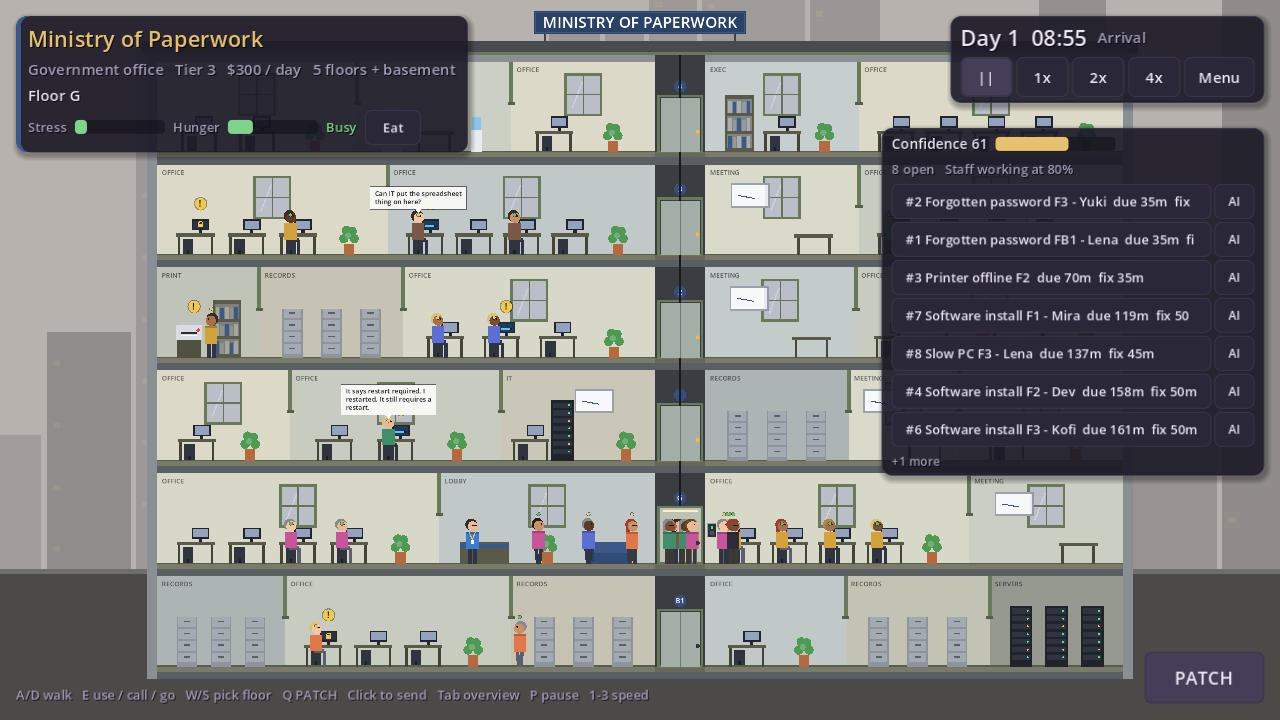 MINISTRY OF PAPERWORK
Ministry of Paperwork
Government office Tier 3 $300 / day 5 floors + basement
Floor G
Stress
Hunger
Busy
Eat
Day 1 08:55 Arrival
||
1x
2x
4x
Menu
Confidence 61
8 open Staff working at 80%
#2 Forgotten password F3 - Yuki due 35m fix
AI
#1 Forgotten password FB1 - Lena due 35m fi
AI
#3 Printer offline F2 due 70m fix 35m
AI
#7 Software install F1 - Mira due 119m fix 50
AI
#8 Slow PC F3 - Lena due 137m fix 45m
AI
#4 Software install F2 - Dev due 158m fix 50m
AI
#6 Software install F3 - Kofi due 161m fix 50m
AI
+1 more
OFFICE
EXEC
OFFICE
OFFICE
OFFICE
Can IT put the spreadsheet
thing on here?
MEETING
PRINT
RECORDS
OFFICE
MEETING
OFFICE
OFFICE
It says restart required. I
restarted. It still requires a
restart.
IT
RECORDS
MEETING
OFFICE
LOBBY
G
OFFICE
MEETING
RECORDS
OFFICE
RECORDS
B1
OFFICE
RECORDS
SERVERS
PATCH
A/D walk E use / call / go W/S pick floor Q PATCH Click to send Tab overview P pause 1-3 speed